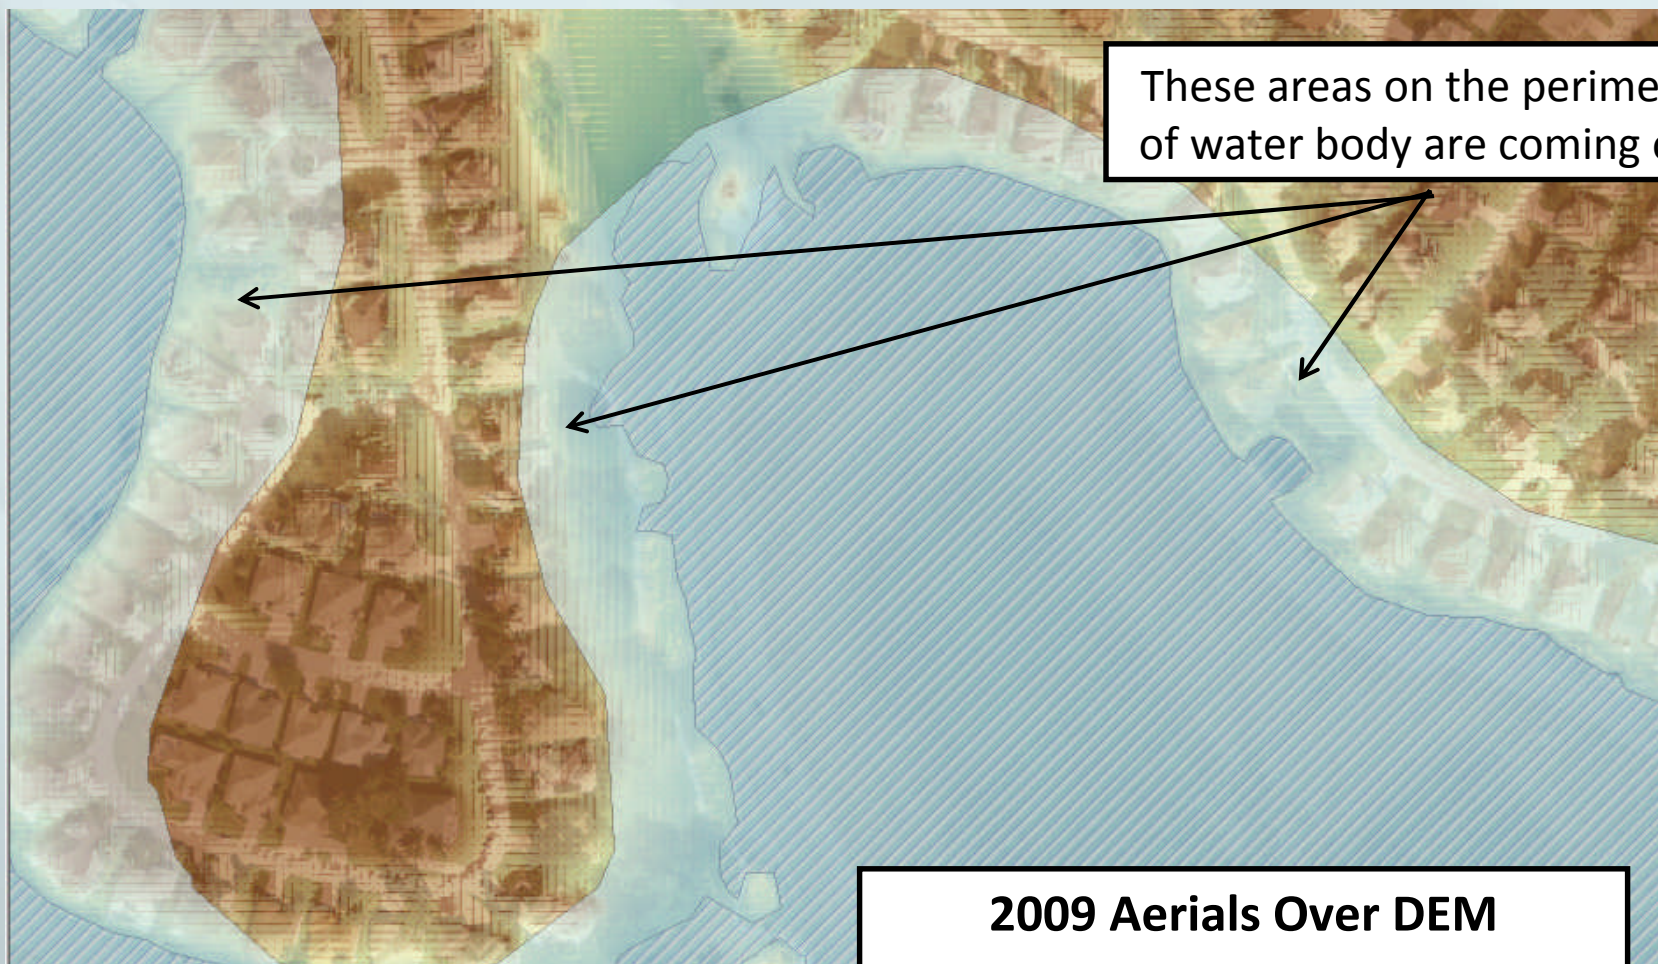 These areas on the perime
of water body are coming
2009 Aerials Over DEM